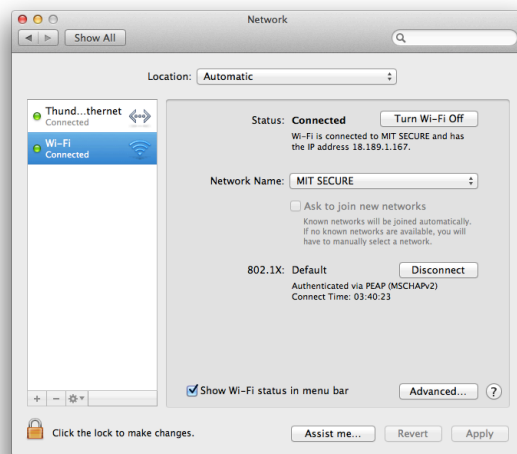 Network
Show All
Location: Automatic
Thund...thernet
Connected
Wi-Fi
Connected
Status: Connected
Turn Wi-Fi Off
Wi-Fi is connected to MIT SECURE and has
the IP address 18.189.1.167.
Network Name: MIT SECURE
Ask to join new networks
Known networks will be joined automatically.
If no known networks are available, you will
have to manually select a network.
802.1X: Default
Disconnect
Authenticated via PEAP (MSCHAPv2)
Connect Time: 03:40:23
Show Wi-Fi status in menu bar
Advanced...
?
Click the lock to make changes.
Assist me...
Revert
Apply